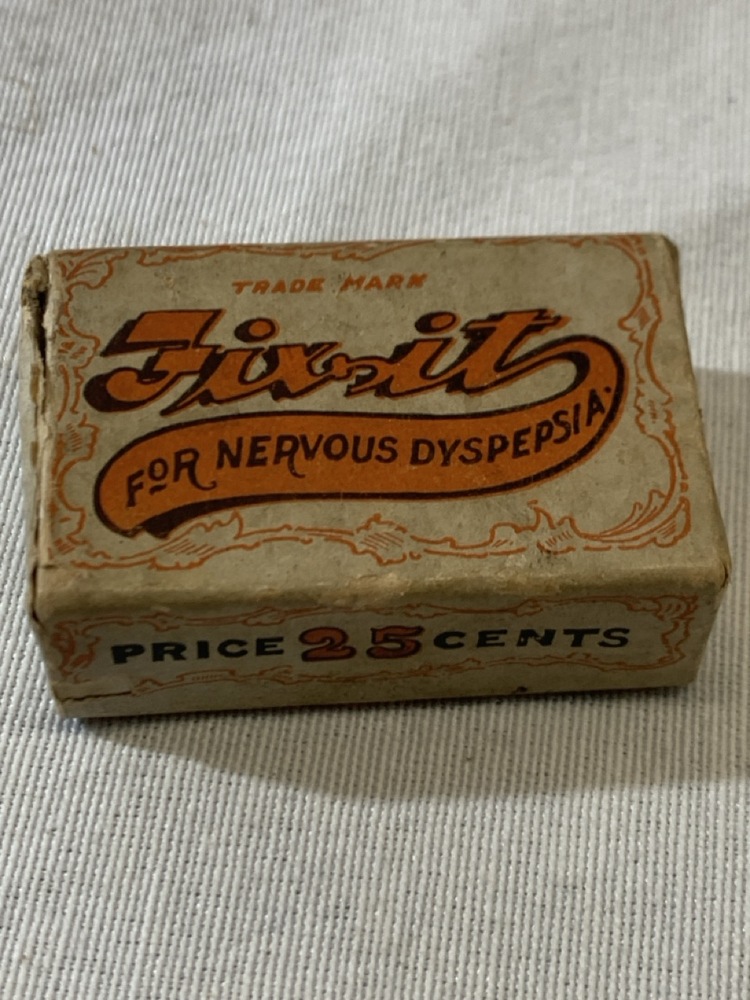 TRADE MARK
Fix-it
FOR NERVOUS DYSPEPSIA.
PRICE 25 CENTS